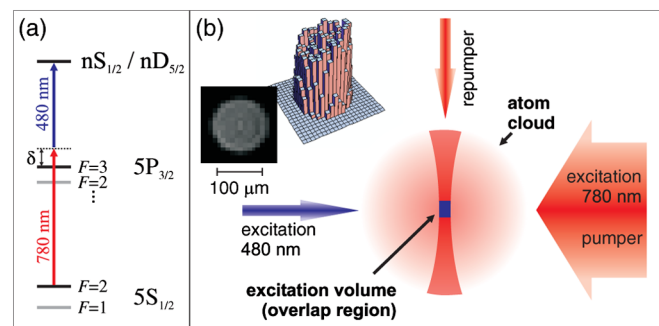 (a)
nS1/2 / nD5/2
480 nm
δ
F=3
5P3/2
F=2
...
780 nm
F=2
5S1/2
F=1
(b)
100 μm
repumper
atom
cloud
excitation
780 nm
pumper
excitation
480 nm
excitation volume
(overlap region)